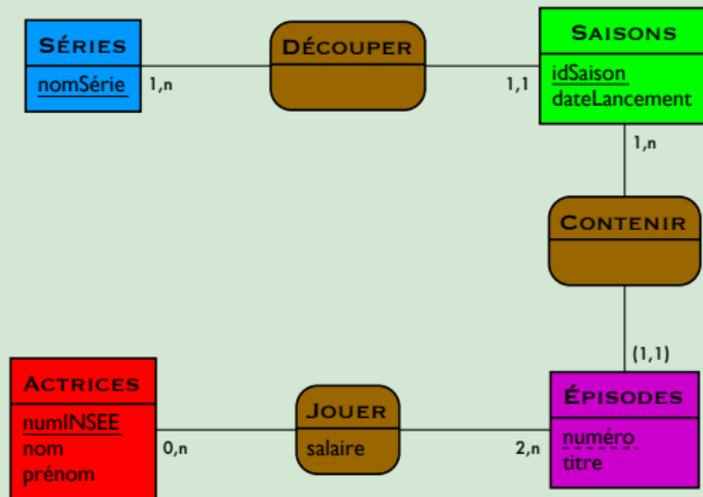 SÉRIES
nomSérie
1,n
DÉCOUPER
1,1
SAISONS
idSaison
dateLancement
1,n
CONTENIR
(1,1)
ACTRICES
numINSEE
nom
prénom
0,n
JOUER
salaire
2,n
ÉPISODES
numéro
titre